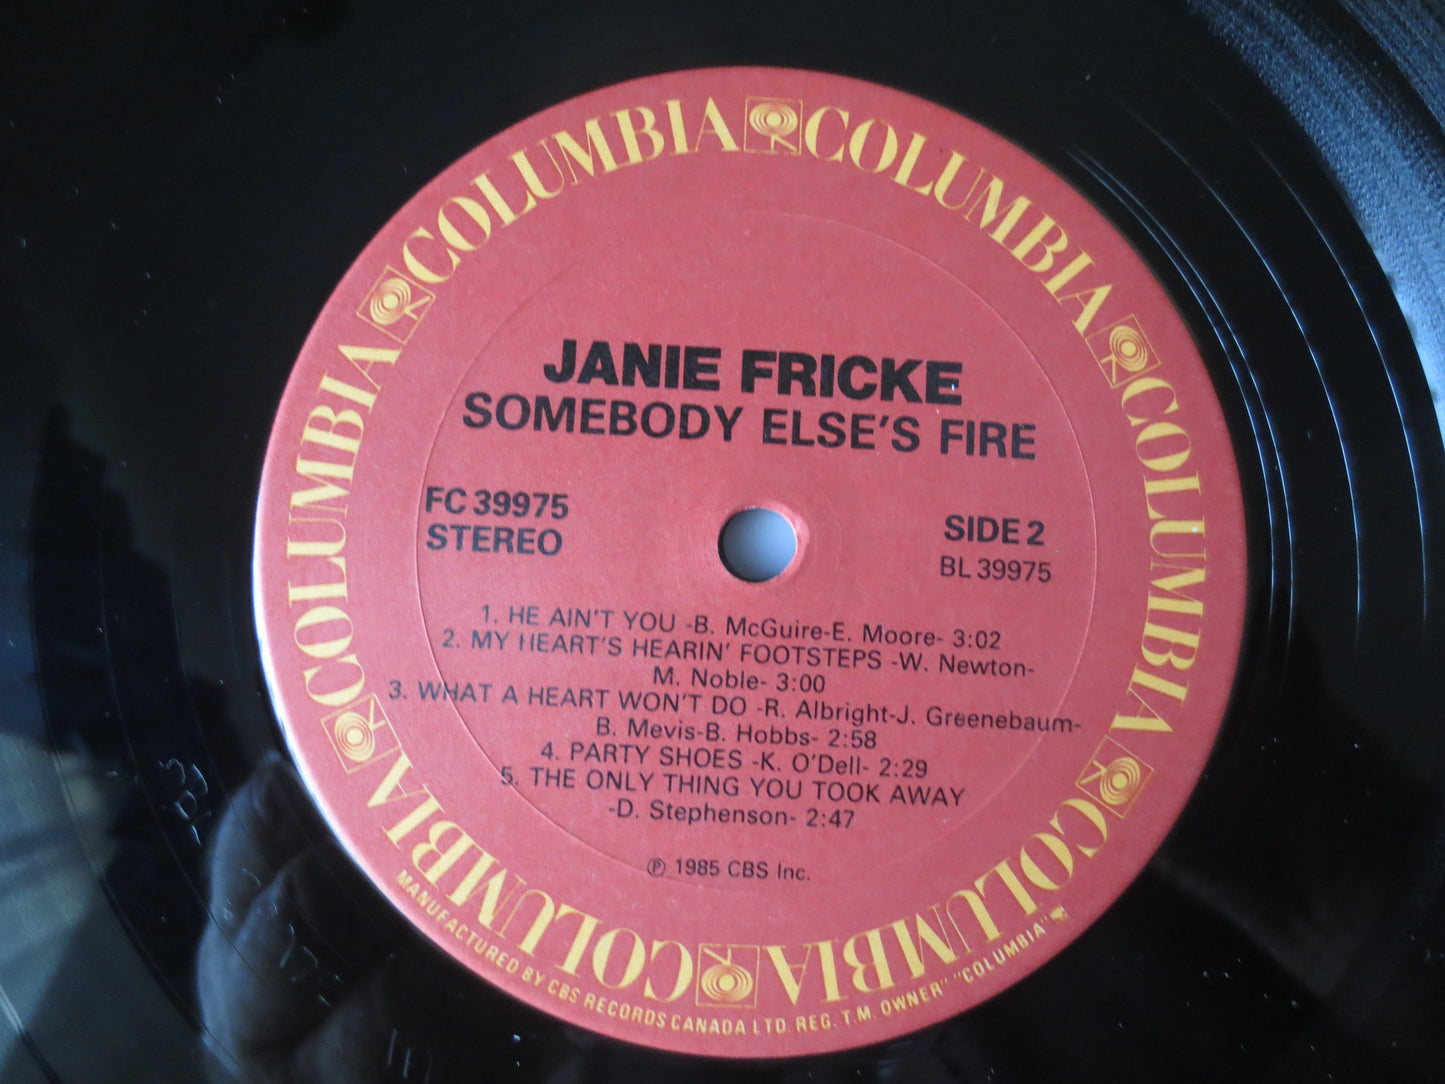 COLUMBIA COLUMBIA COLUMBIA COLUMBIA COLUMBIA COLUMBIA
JANIE FRICKE
SOMEBODY ELSE'S FIRE
FC 39975
STEREO
SIDE 2
BL 39975
1. HE AIN'T YOU -B. McGuire-E. Moore- 3:02
2. MY HEART'S HEARIN' FOOTSTEPS -W. Newton-
M. Noble- 3:00
3. WHAT A HEART WON'T DO -R. Albright-J. Greenebaum-
B. Mevis-B. Hobbs- 2:58
4. PARTY SHOES -K. O'Dell- 2:29
5. THE ONLY THING YOU TOOK AWAY
-D. Stephenson- 2:47
℗ 1985 CBS Inc.
COLUMBIA COLUMBIA
MANUFACTURED BY CBS RECORDS CANADA LTD. REG. T.M. OWNER "COLUMBIA"